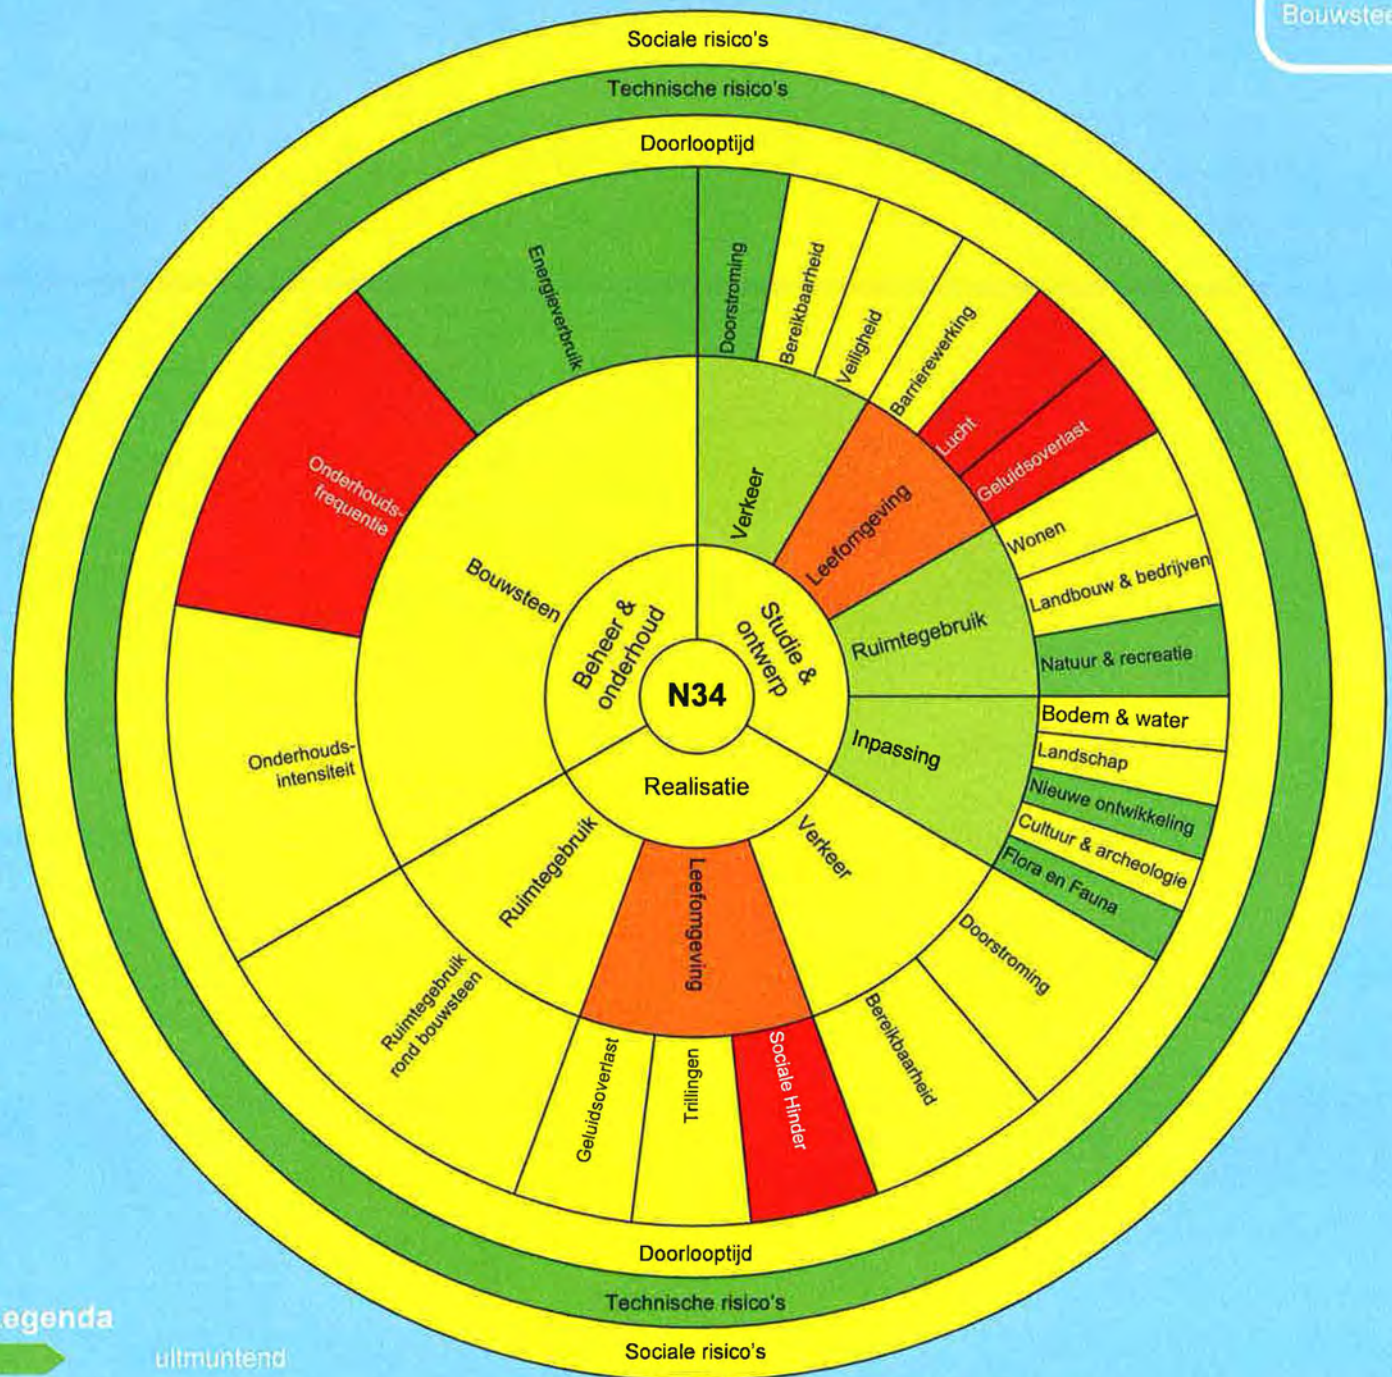 Sociale risico's
Technische risico's
Doorlooptijd
Energieverbruik
Doorstroming
Bereikbaarheid
Veiligheid
Barrierewerking
Lucht
Geluidsoverlast
Wonen
Landbouw & bedrijven
Natuur & recreatie
Bodem & water
Landschap
Nieuwe ontwikkeling
Cultuur & archeologie
Flora en Fauna
Doorstroming
Bereikbaarheid
Sociale Hinder
Trillingen
Geluidsoverlast
Ruimtegebruik
rond bouwsteen
Onderhouds-
intensiteit
Onderhouds-
frequentie
Verkeer
Leefomgeving
Ruimtegebruik
Inpassing
Verkeer
Leefomgeving
Ruimtegebruik
Bouwsteen
Beheer &
onderhoud
Studie &
ontwerp
Realisatie
N34
Doorlooptijd
Technische risico's
Sociale risico's
uitmuntend